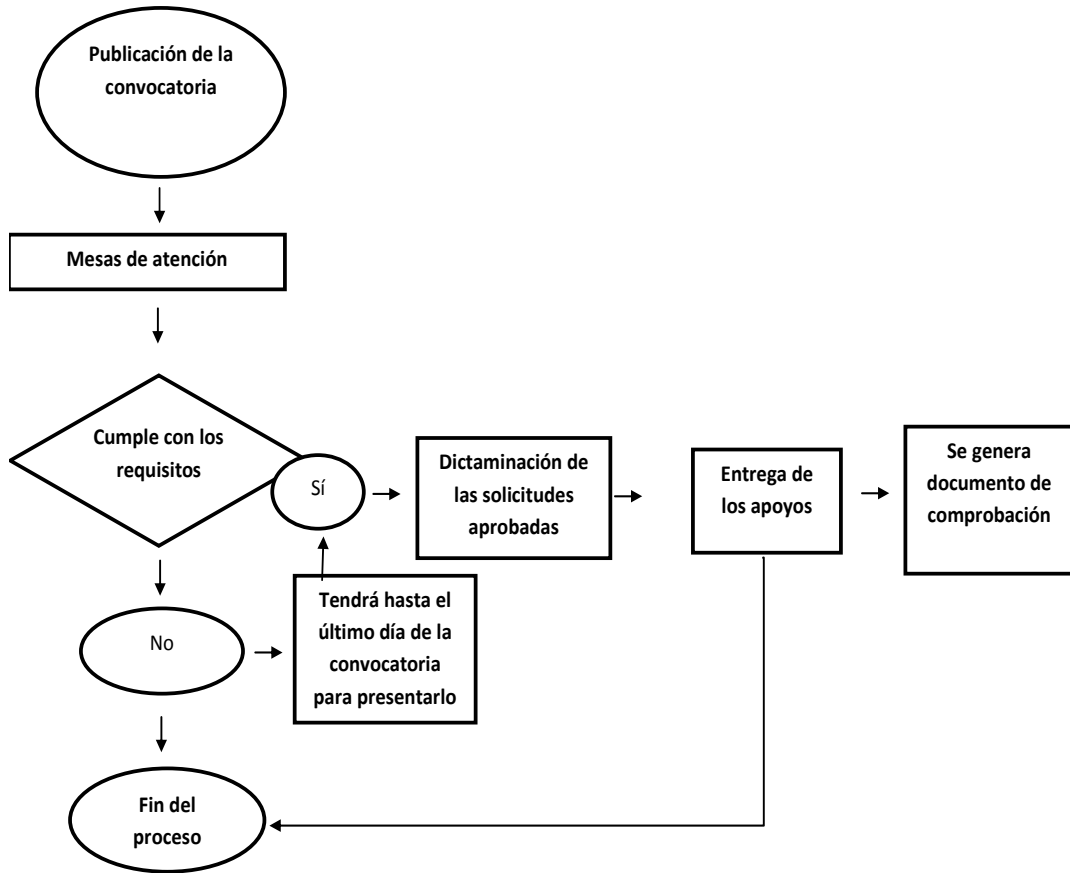 Publicación de la
convocatoria
Mesas de atención
Cumple con los
requisitos
Sí
Dictaminación de
las solicitudes
aprobadas
Entrega de
los apoyos
Se genera
documento de
comprobación
No
Tendrá hasta el
último día de la
convocatoria
para presentarlo
Fin del
proceso